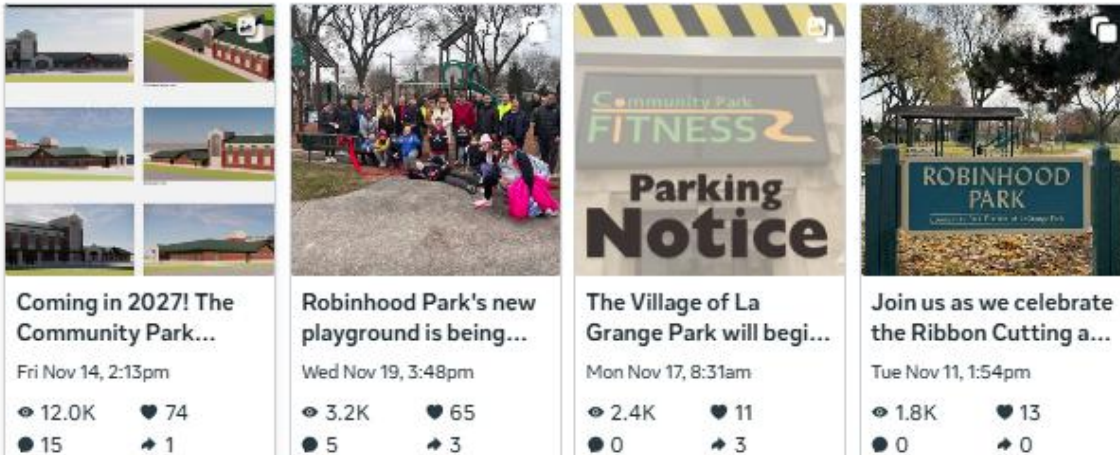 Community Park
FITNESS
Parking
Notice
ROBINHOOD
PARK
Coming in 2027! The
Community Park...
Fri Nov 14, 2:13pm
12.0K 74
15 1
Robinhood Park's new
playground is being...
Wed Nov 19, 3:48pm
3.2K 65
5 3
The Village of La
Grange Park will begi...
Mon Nov 17, 8:31am
2.4K 11
0 3
Join us as we celebrate
the Ribbon Cutting a...
Tue Nov 11, 1:54pm
1.8K 13
0 0